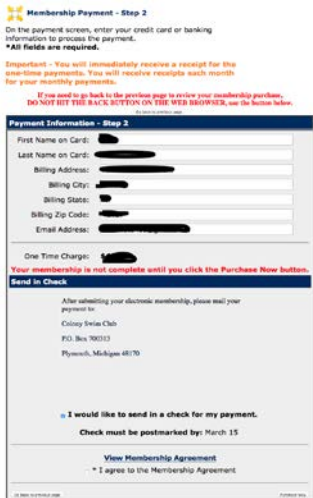 Membership Payment - Step 2
On the payment screen, enter your credit card or banking
information to process the payment.
*All fields are required.
Important - You will immediately receive a receipt for the
one-time payments. You will receive receipts each month
for your monthly payments.
If you need to go back to the previous page to review your membership purchase,
DO NOT HIT THE BACK BUTTON ON THE WEB BROWSER, use the button below.
Payment Information - Step 2
First Name on Card:
Last Name on Card:
Billing Address:
Billing City:
Billing State:
Billing Zip Code:
Email Address:
One Time Charge:
Your membership is not complete until you click the Purchase Now button.
Send in Check
After submitting your electronic membership, please mail your
payment to:
Colony Swim Club
P.O. Box 700313
Plymouth, Michigan 48170
I would like to send in a check for my payment.
Check must be postmarked by: March 15
View Membership Agreement
* I agree to the Membership Agreement